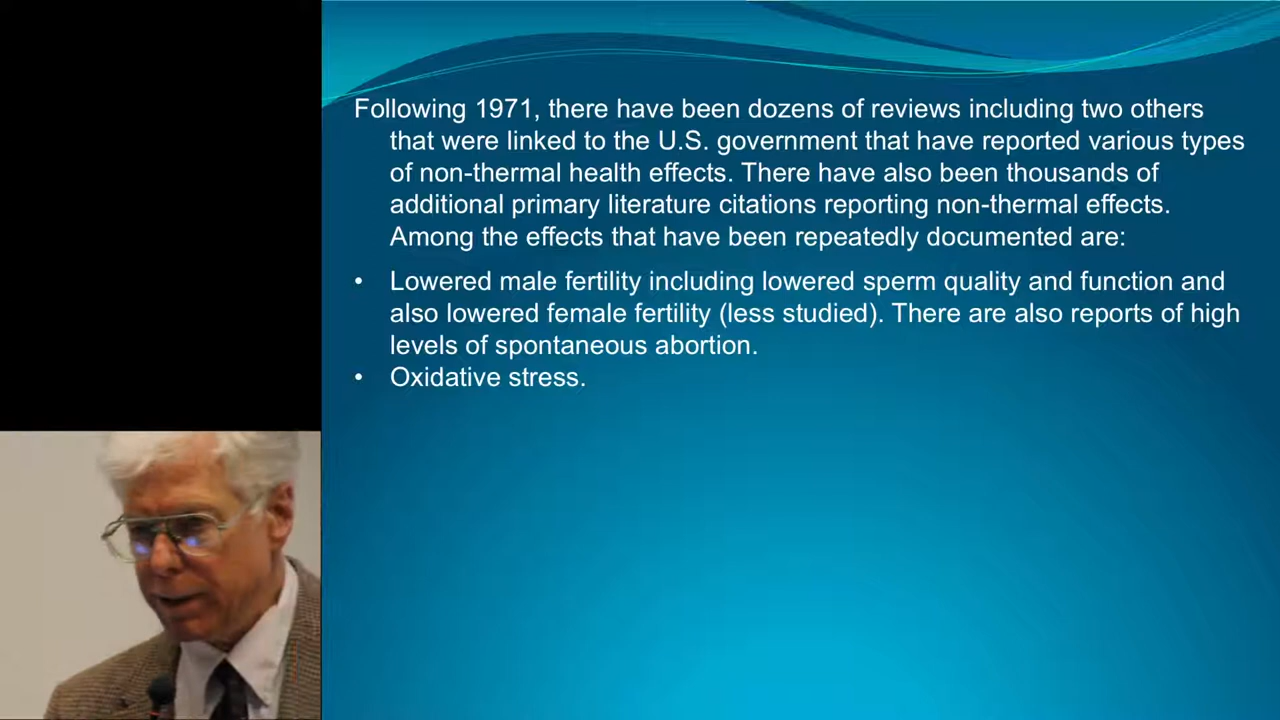 Following 1971, there have been dozens of reviews including two others
that were linked to the U.S. government that have reported various types
of non-thermal health effects. There have also been thousands of
additional primary literature citations reporting non-thermal effects.
Among the effects that have been repeatedly documented are:
• Lowered male fertility including lowered sperm quality and function and
also lowered female fertility (less studied). There are also reports of high
levels of spontaneous abortion.
• Oxidative stress.